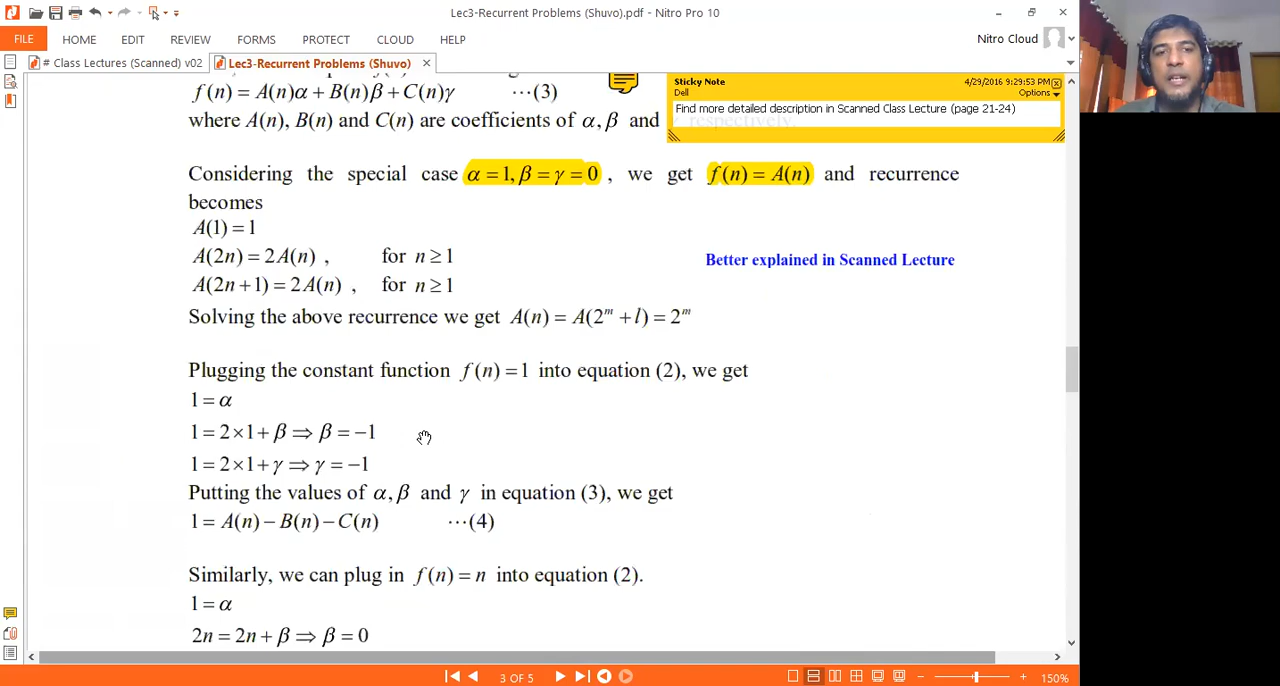 Lec3-Recurrent Problems (Shuvo).pdf - Nitro Pro 10
FILE HOME EDIT REVIEW FORMS PROTECT CLOUD HELP
Nitro Cloud
# Class Lectures (Scanned) v02
Lec3-Recurrent Problems (Shuvo)
Sticky Note 4/29/2016 9:29:53 PM
Dell Options
Find more detailed description in Scanned Class Lecture (page 21-24)
f(n) = A(n)α + B(n)β + C(n)γ ⋯(3)
where A(n), B(n) and C(n) are coefficients of α, β and γ respectively.
Considering the special case α = 1, β = γ = 0 , we get f(n) = A(n) and recurrence
becomes
A(1) = 1
A(2n) = 2A(n) , for n ≥ 1
Better explained in Scanned Lecture
A(2n+1) = 2A(n) , for n ≥ 1
Solving the above recurrence we get A(n) = A(2^m + l) = 2^m
Plugging the constant function f(n) = 1 into equation (2), we get
1 = α
1 = 2×1+ β ⇒ β = −1
1 = 2×1+ γ ⇒ γ = −1
Putting the values of α, β and γ in equation (3), we get
1 = A(n) − B(n) − C(n) ⋯(4)
Similarly, we can plug in f(n) = n into equation (2).
1 = α
2n = 2n + β ⇒ β = 0
3 OF 5
150%